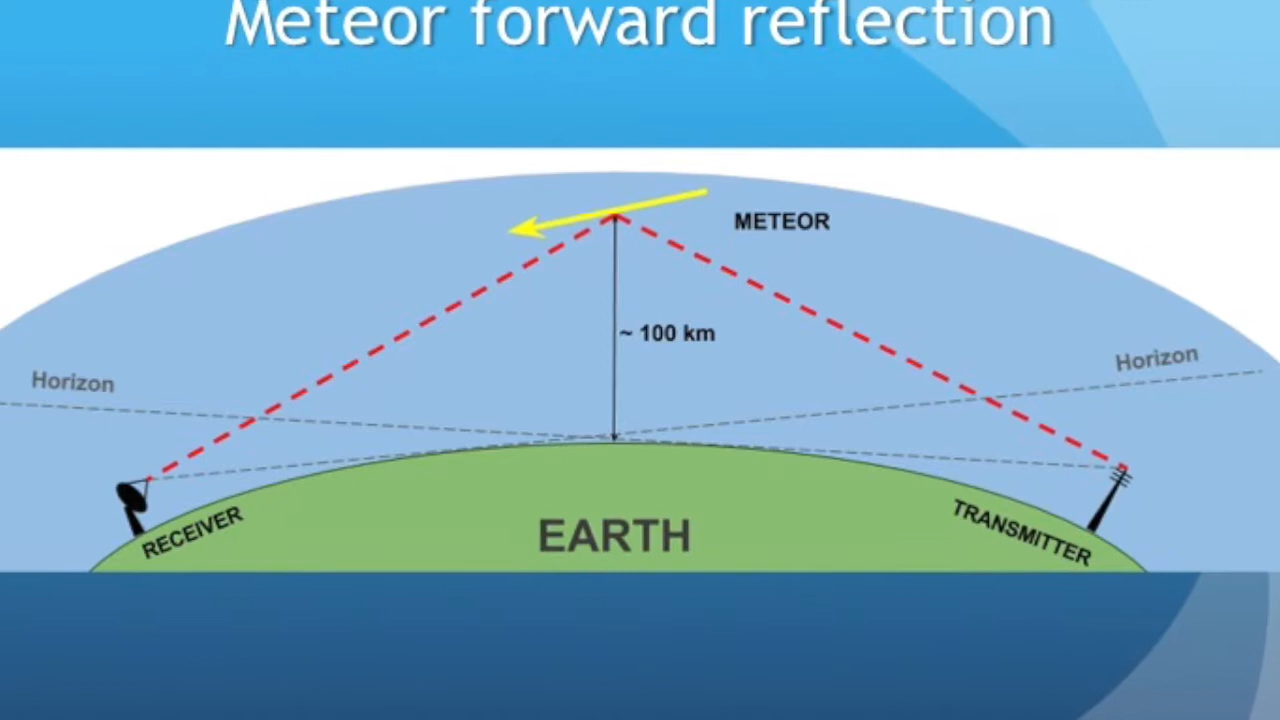 Meteor forward reflection
METEOR
~ 100 km
Horizon
Horizon
RECEIVER
EARTH
TRANSMITTER